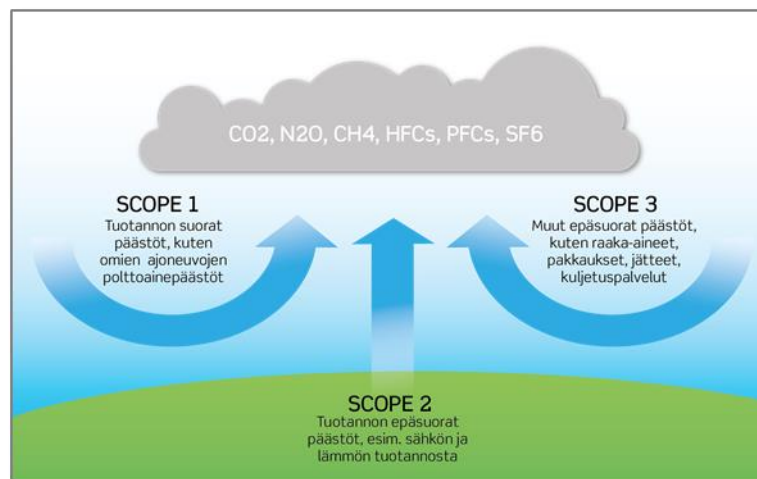 CO2, N2O, CH4, HFCs, PFCs, SF6
SCOPE 1
Tuotannon suorat
päästöt, kuten
omien ajoneuvojen
polttoainepäästöt
SCOPE 3
Muut epäsuorat päästöt,
kuten raaka-aineet,
pakkaukset, jätteet,
kuljetuspalvelut
SCOPE 2
Tuotannon epäsuorat
päästöt, esim. sähkön ja
lämmön tuotannosta